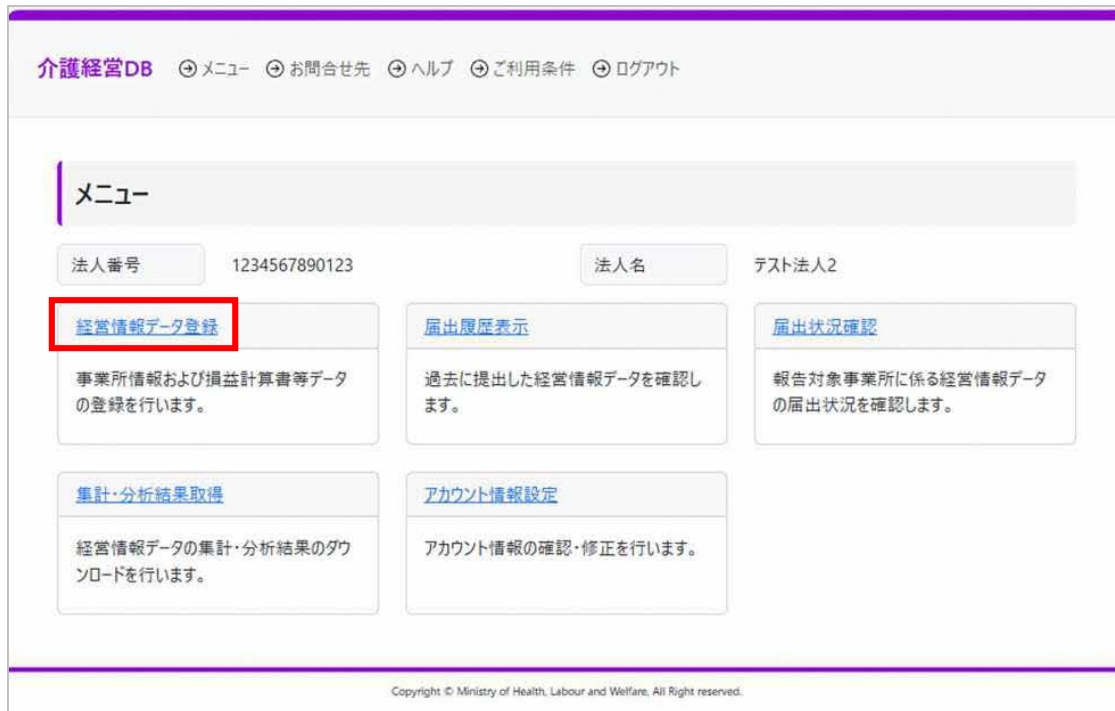 介護経営DB メニュー お問合せ先 ヘルプ ご利用条件 ログアウト
メニュー
法人番号 1234567890123 法人名 テスト法人2
経営情報データ登録
事業所情報および損益計算書等データ
の登録を行います。
届出履歴表示
過去に提出した経営情報データを確認し
ます。
届出状況確認
報告対象事業所に係る経営情報データ
の届出状況を確認します。
集計・分析結果取得
経営情報データの集計・分析結果のダウ
ンロードを行います。
アカウント情報設定
アカウント情報の確認・修正を行います。
Copyright © Ministry of Health, Labour and Welfare, All Right reserved.